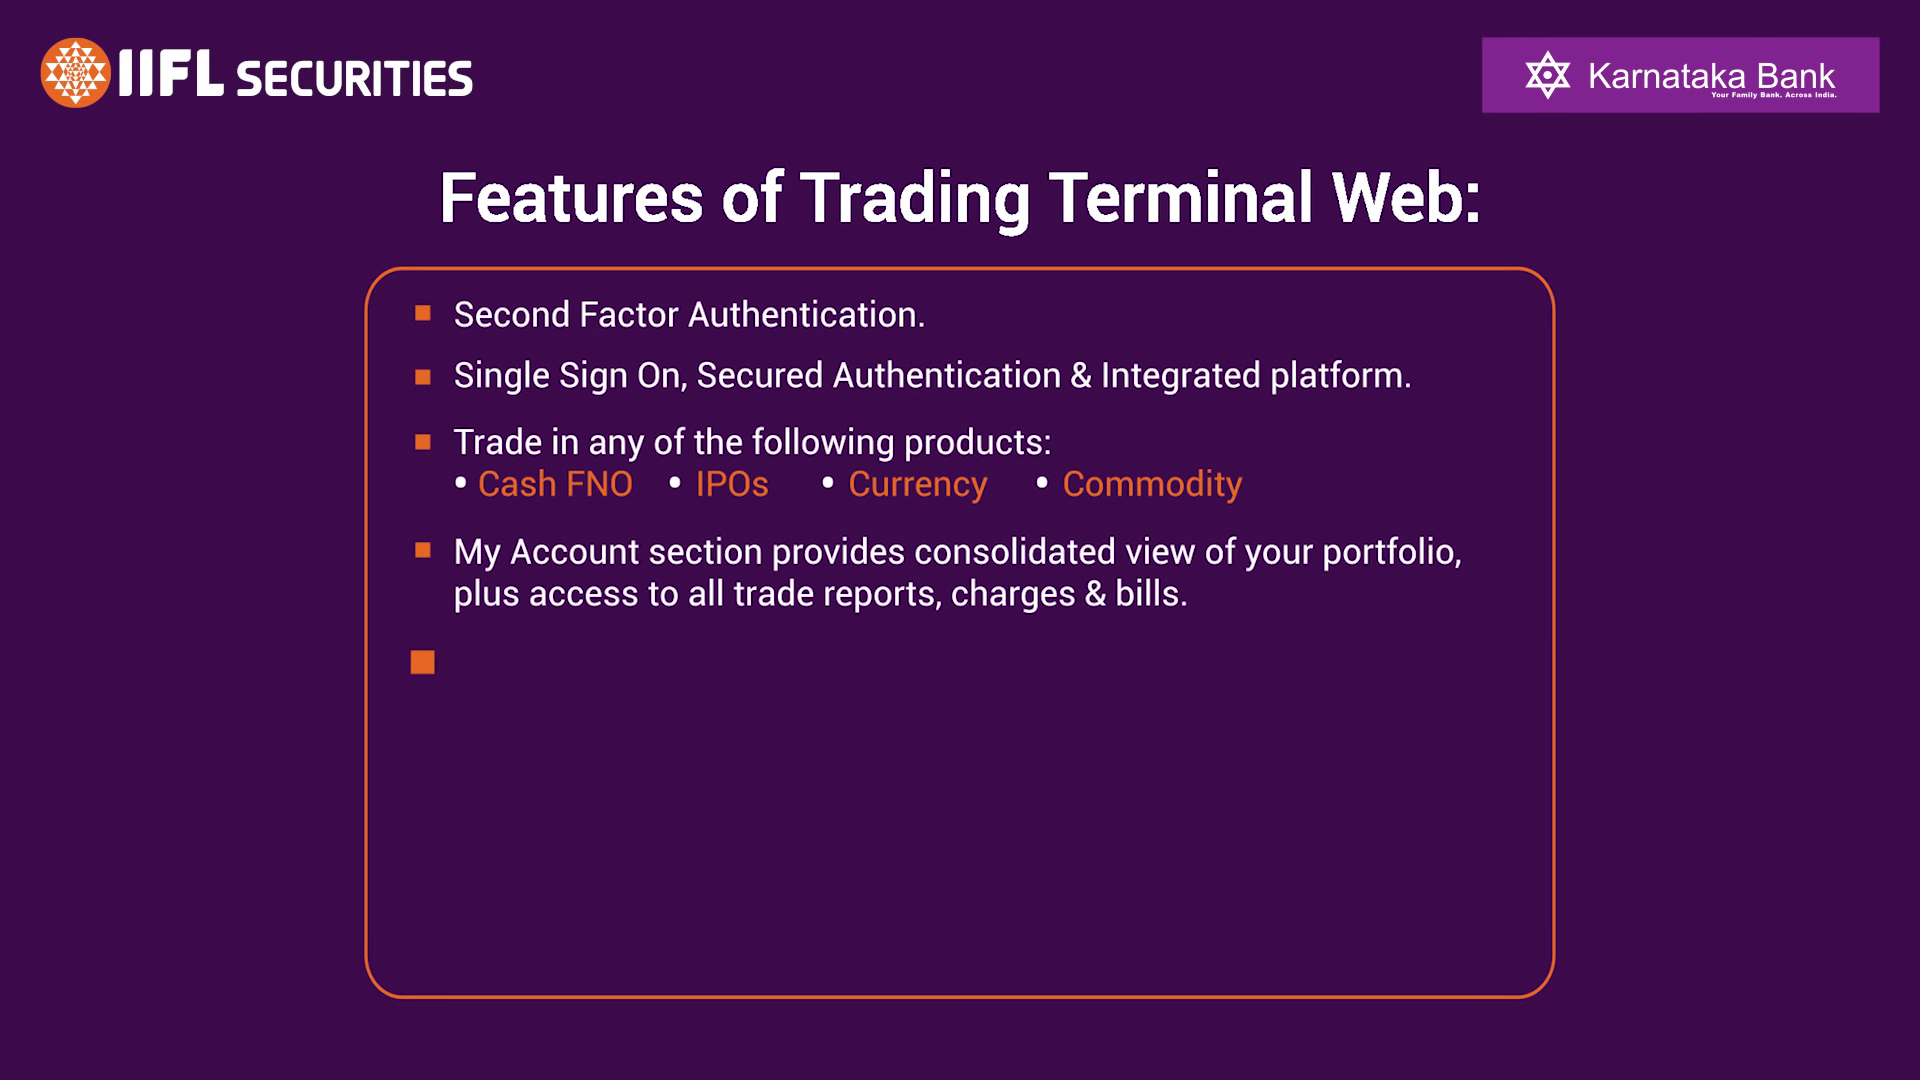 IIFL SECURITIES
Karnataka Bank
Your Family Bank. Across India.
Features of Trading Terminal Web:
Second Factor Authentication.
Single Sign On, Secured Authentication & Integrated platform.
Trade in any of the following products:
• Cash FNO • IPOs • Currency • Commodity
My Account section provides consolidated view of your portfolio,
plus access to all trade reports, charges & bills.